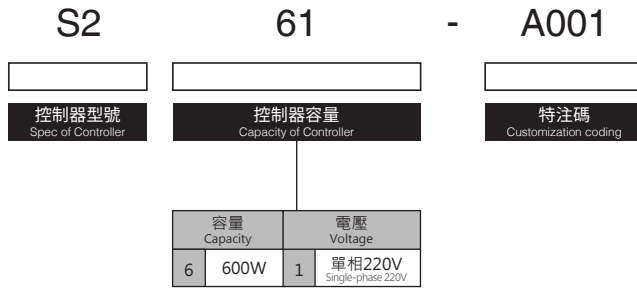 S2 61 - A001
控制器型號 控制器容量 特注碼
Spec of Controller Capacity of Controller Customization coding
容量 電壓
Capacity Voltage
6 600W 1 單相220V
Single-phase 220V